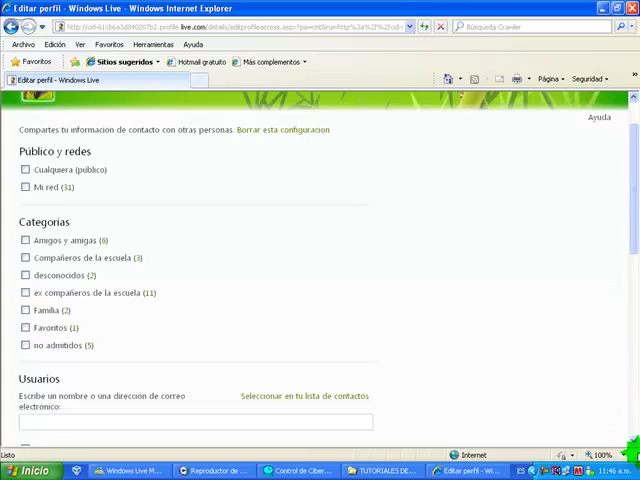 Editar perfil - Windows Live - Windows Internet Explorer
Búsqueda Crawler
Archivo Edición Ver Favoritos Herramientas Ayuda
Favoritos Sitios sugeridos Hotmail gratuito Más complementos
Editar perfil - Windows Live Página Seguridad
Ayuda
Compartes tu informacion de contacto con otras personas. Borrar esta configuracion
Público y redes
Cualquiera (público)
Mi red (31)
Categorías
Amigos y amigas (6)
Compañeros de la escuela (3)
desconocidos (2)
ex compañeros de la escuela (11)
Familia (2)
Favoritos (1)
no admitidos (5)
Usuarios
Escribe un nombre o una direccion de correo electrónico:
Seleccionar en tu lista de contactos
Listo Internet 100%
Inicio Windows Live M... Reproductor de ... Control de Ciber... TUTORIALES DE... Editar perfil - Wi... ES 11:46 a.m.